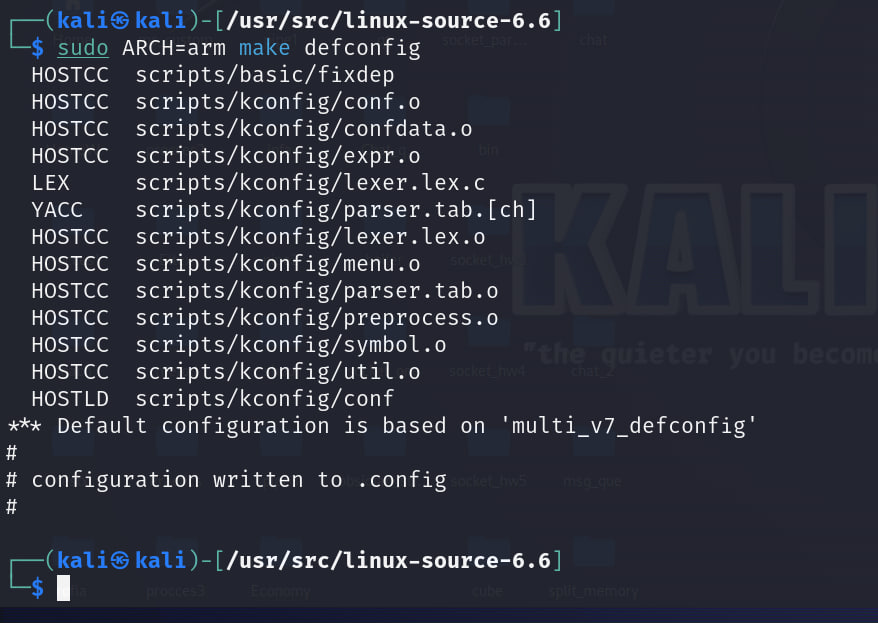 ┌──(kali㉿kali)-[/usr/src/linux-source-6.6]
└─$ sudo ARCH=arm make defconfig
  HOSTCC  scripts/basic/fixdep
  HOSTCC  scripts/kconfig/conf.o
  HOSTCC  scripts/kconfig/confdata.o
  HOSTCC  scripts/kconfig/expr.o
  LEX     scripts/kconfig/lexer.lex.c
  YACC    scripts/kconfig/parser.tab.[ch]
  HOSTCC  scripts/kconfig/lexer.lex.o
  HOSTCC  scripts/kconfig/menu.o
  HOSTCC  scripts/kconfig/parser.tab.o
  HOSTCC  scripts/kconfig/preprocess.o
  HOSTCC  scripts/kconfig/symbol.o
  HOSTCC  scripts/kconfig/util.o
  HOSTLD  scripts/kconfig/conf
*** Default configuration is based on 'multi_v7_defconfig'
#
# configuration written to .config
#
┌──(kali㉿kali)-[/usr/src/linux-source-6.6]
└─$
socket_par...
chat
bin
KALI
"the quieter you become
socket_hw4
chat_2
socket_hw5
msg_que
procces3
Economy
cube
split_memory